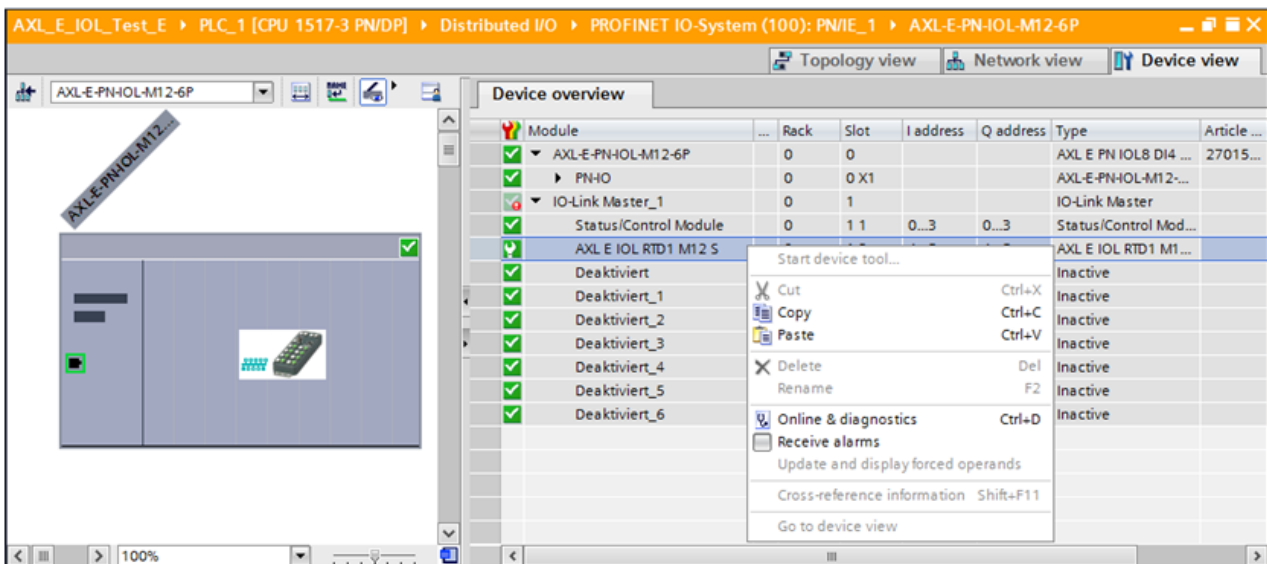 AXL_E_IOL_Test_E ▸ PLC_1 [CPU 1517-3 PN/DP] ▸ Distributed I/O ▸ PROFINET IO-System (100): PN/IE_1 ▸ AXL-E-PN-IOL-M12-6P
Topology view Network view Device view
AXL-E-PN-IOL-M12-6P
Device overview
AXL-E-PN-IOL-M12...
Module ... Rack Slot I address Q address Type Article ...
AXL-E-PN-IOL-M12-6P 0 0 AXL E PN IOL8 DI4 ... 27015...
PN-IO 0 0 X1 AXL-E-PN-IOL-M12-...
IO-Link Master_1 0 1 IO-Link Master
Status/Control Module 0 1 1 0...3 0...3 Status/Control Mod...
AXL E IOL RTD1 M12 S AXL E IOL RTD1 M1...
Deaktiviert Inactive
Deaktiviert_1 Inactive
Deaktiviert_2 Inactive
Deaktiviert_3 Inactive
Deaktiviert_4 Inactive
Deaktiviert_5 Inactive
Deaktiviert_6 Inactive
Start device tool...
Cut Ctrl+X
Copy Ctrl+C
Paste Ctrl+V
Delete Del
Rename F2
Online & diagnostics Ctrl+D
Receive alarms
Update and display forced operands
Cross-reference information Shift+F11
Go to device view
100%